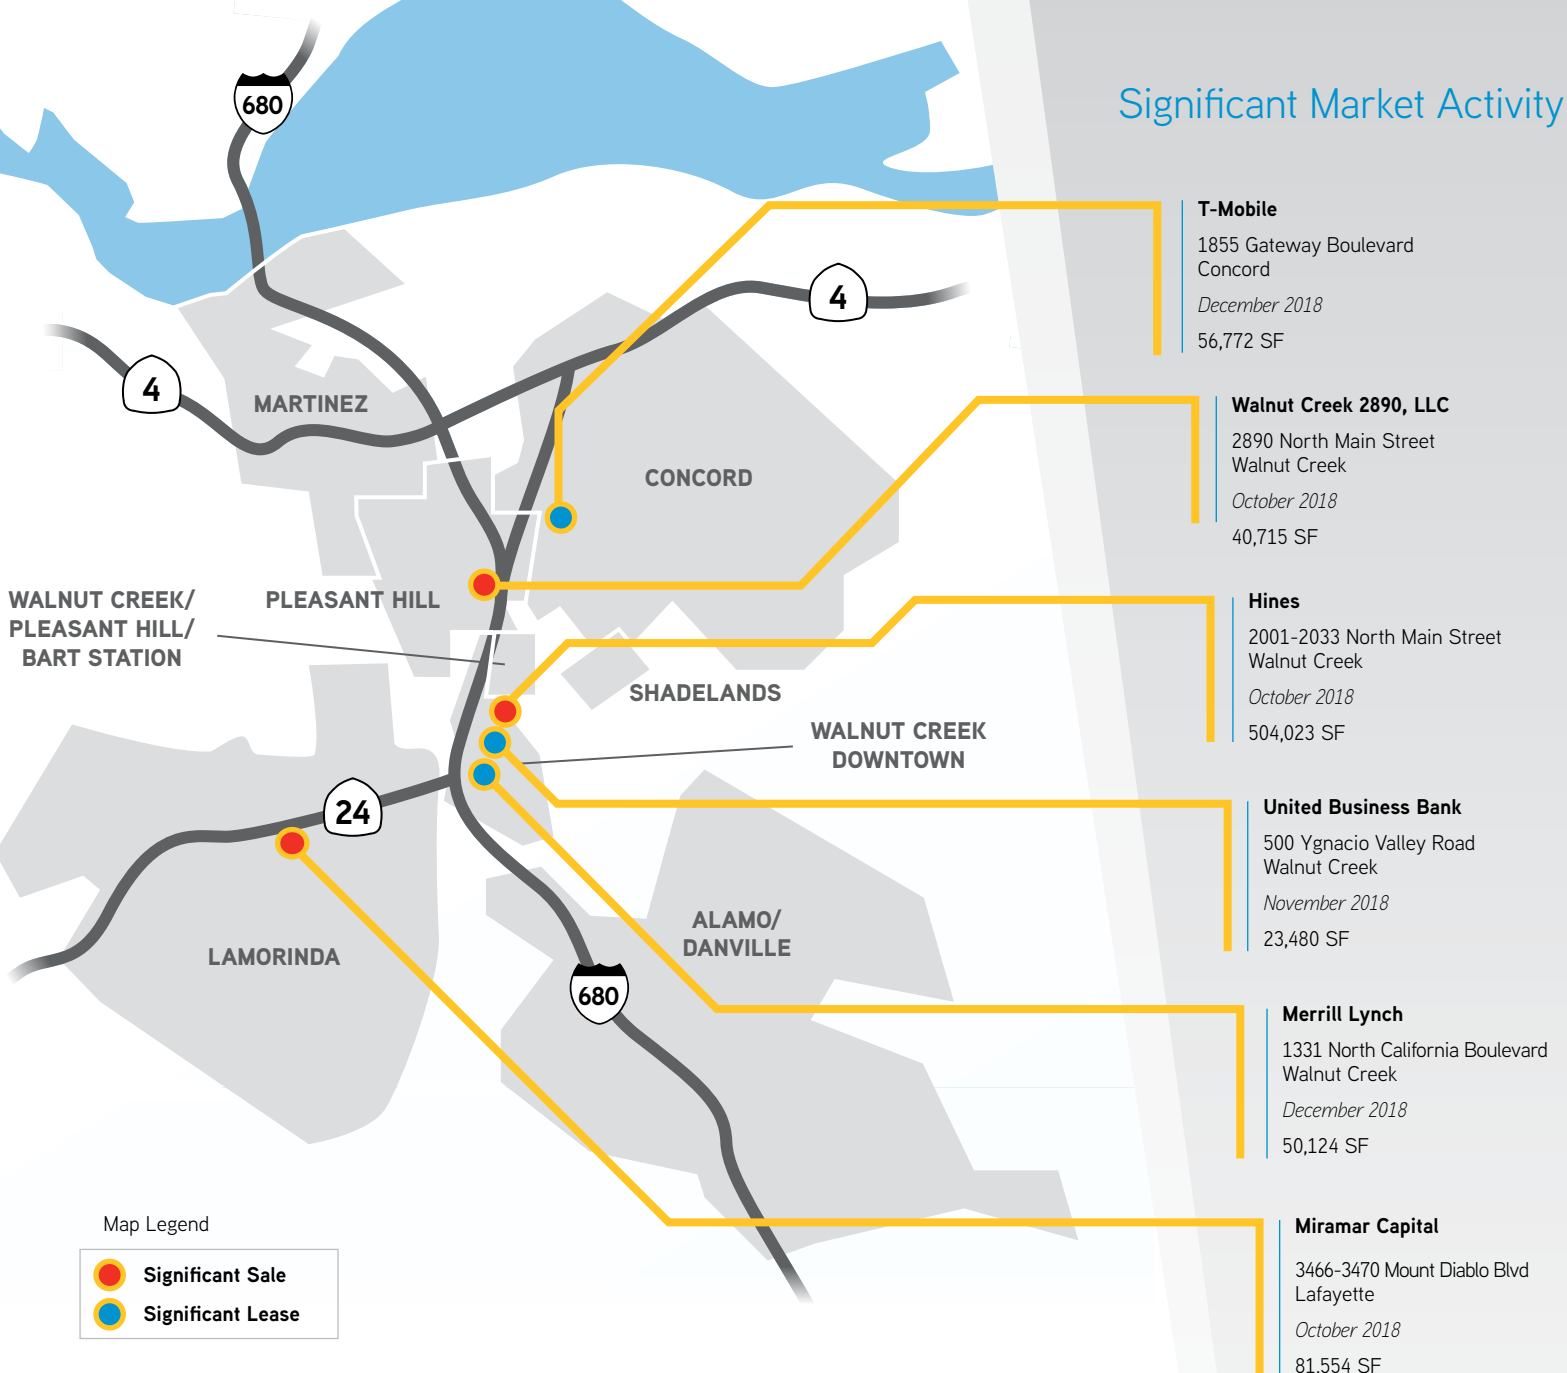 680
Significant Market Activity
T-Mobile
1855 Gateway Boulevard
Concord
December 2018
56,772 SF
4
4
MARTINEZ
Walnut Creek 2890, LLC
2890 North Main Street
Walnut Creek
October 2018
40,715 SF
CONCORD
WALNUT CREEK/
PLEASANT HILL/
BART STATION
PLEASANT HILL
Hines
2001-2033 North Main Street
Walnut Creek
October 2018
504,023 SF
SHADELANDS
WALNUT CREEK
DOWNTOWN
24
United Business Bank
500 Ygnacio Valley Road
Walnut Creek
November 2018
23,480 SF
ALAMO/
DANVILLE
LAMORINDA
680
Merrill Lynch
1331 North California Boulevard
Walnut Creek
December 2018
50,124 SF
Miramar Capital
3466-3470 Mount Diablo Blvd
Lafayette
October 2018
81,554 SF
Map Legend
Significant Sale
Significant Lease